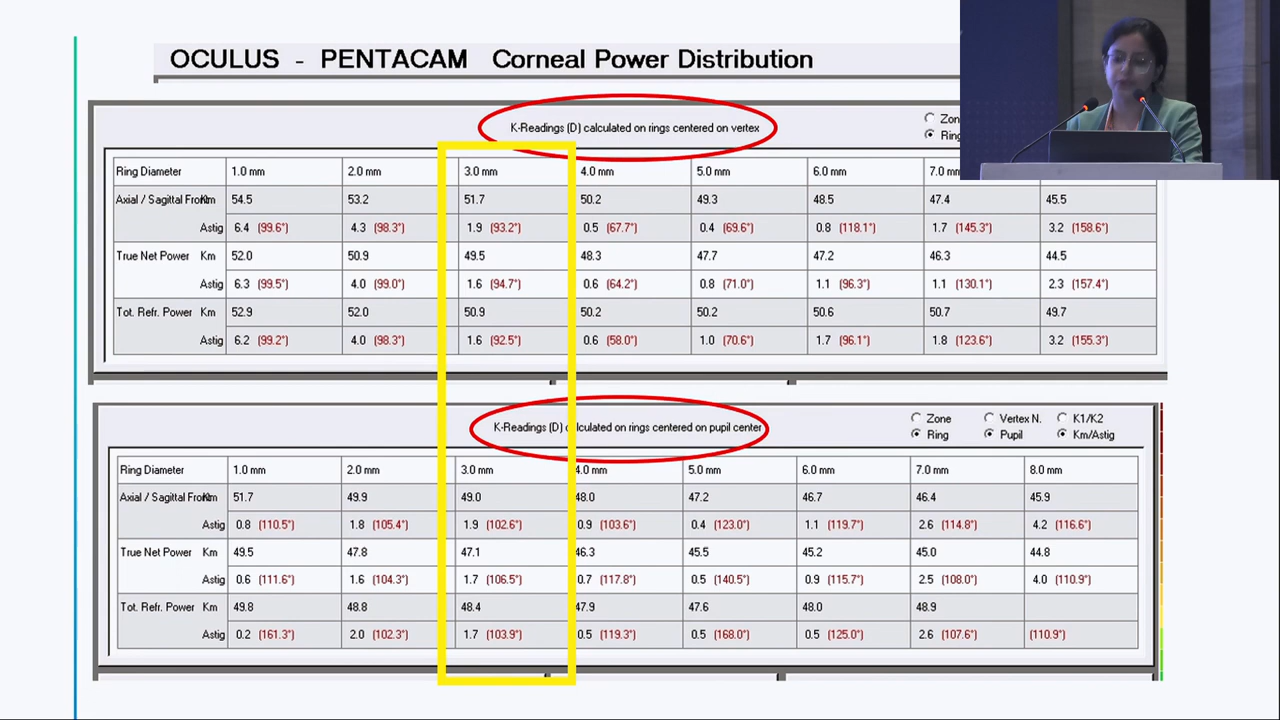 OCULUS - PENTACAM Corneal Power Distribution
K-Readings (D) calculated on rings centered on vertex
Ring Diameter 1.0 mm 2.0 mm 3.0 mm 4.0 mm 5.0 mm 6.0 mm
Axial / Sagittal Km 54.5 53.2 51.7 50.2 49.3 48.5 47.4 45.5
Astig 6.4 (99.6°) 4.3 (98.3°) 1.9 (93.2°) 0.5 (67.7°) 0.4 (69.6°) 0.8 (118.1°) 1.7 (145.3°) 3.2 (158.6°)
True Net Power Km 52.0 50.9 49.5 48.3 47.7 47.2 46.3 44.5
Astig 6.3 (99.5°) 4.0 (99.0°) 1.6 (94.7°) 0.6 (64.2°) 0.8 (71.0°) 1.1 (96.3°) 1.1 (130.1°) 2.3 (157.4°)
Tot. Refr. Power Km 52.9 52.0 50.9 50.2 50.2 50.6 50.7 49.7
Astig 6.2 (99.2°) 4.0 (98.3°) 1.6 (92.5°) 0.6 (58.0°) 1.0 (70.6°) 1.7 (96.1°) 1.8 (123.6°) 3.2 (155.3°)
K-Readings (D) calculated on rings centered on pupil center
Zone Vertex N. K1/K2
Ring Pupil Km/Astig
Ring Diameter 1.0 mm 2.0 mm 3.0 mm 4.0 mm 5.0 mm 6.0 mm 7.0 mm 8.0 mm
Axial / Sagittal Km 51.7 49.9 49.0 48.0 47.2 46.7 46.4 45.9
Astig 0.8 (110.5°) 1.8 (105.4°) 1.9 (102.6°) 0.9 (103.6°) 0.4 (123.0°) 1.1 (119.7°) 2.6 (114.8°) 4.2 (116.6°)
True Net Power Km 49.5 47.8 47.1 46.3 45.5 45.2 45.0 44.8
Astig 0.6 (111.6°) 1.6 (104.3°) 1.7 (106.5°) 0.7 (117.8°) 0.5 (140.5°) 0.9 (115.7°) 2.5 (108.0°) 4.0 (110.9°)
Tot. Refr. Power Km 49.8 48.8 48.4 47.9 47.6 48.0 48.9
Astig 0.2 (161.3°) 2.0 (102.3°) 1.7 (103.9°) 0.5 (119.3°) 0.5 (168.0°) 0.5 (125.0°) 2.6 (107.6°) (110.9°)